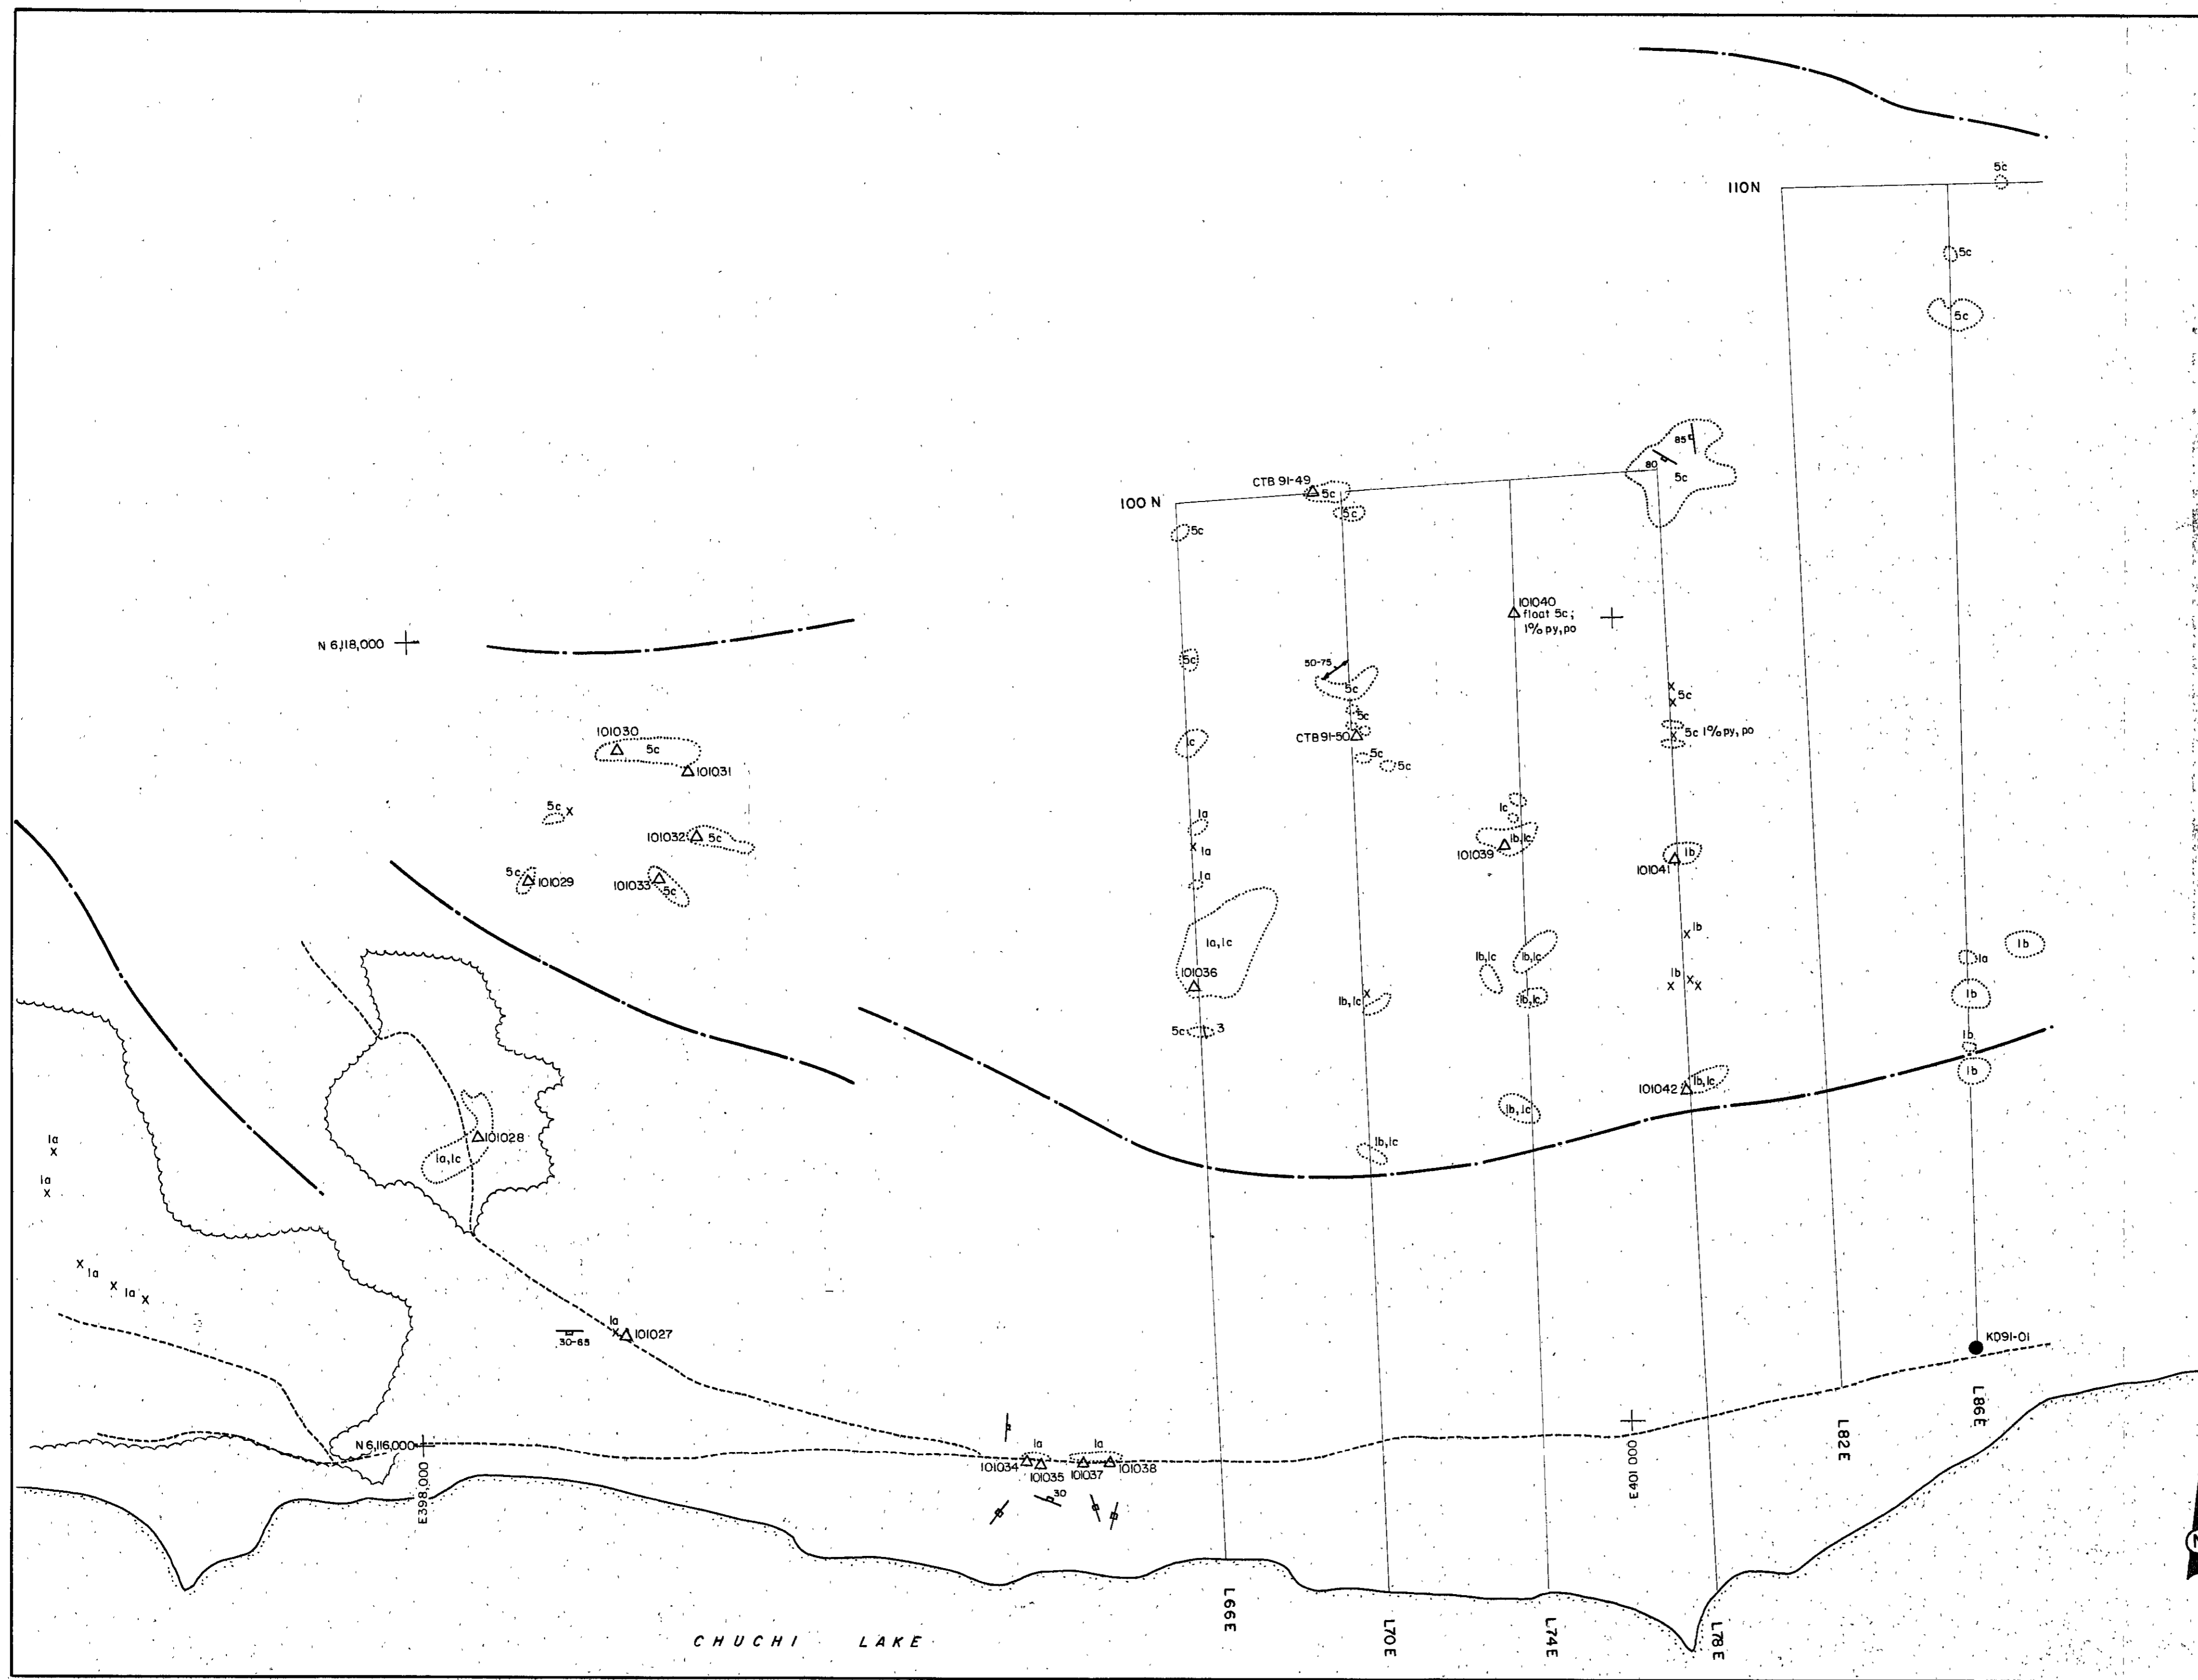 5c
110N
5c
5c
85
80
5c
CTB 91-49
5c
100 N
5c
5c
101040
float 5c;
1% py, po
N 6,118,000
5c
50-75
5c
5c
5c
101030
5c
1c
CTB 91-50
5c 1% py, po
5c
5c
101031
5c
1c
1a
101032
5c
1b,1c
1a
101039
1b
101041
5c
101029
101033
5c
1a
1b
1a,1c
1b
1b,1c
1b,1c
1a
101036
1b
1b
1b,1c
1b,1c
5c
3
1b
1b
101042
1b,1c
1b,1c
101028
1a,1c
1b,1c
1a
1a
1a
1a
1a
101027
30-65
KD91-01
L86E
N 6,116,000
E398,000
1a
1a
101034
101035
101037
101038
30
E401 000
L82E
L66E
L70E
L74E
L78E
CHUCHI LAKE